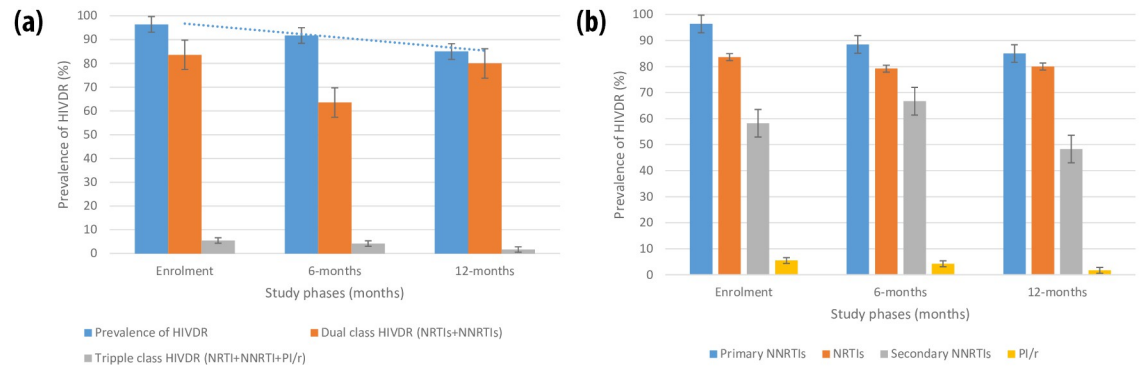 (a)
Prevalence of HIVDR (%)
100
90
80
70
60
50
40
30
20
10
0
Enrolment 6-months 12-months
Study phases (months)
Prevalence of HIVDR Dual class HIVDR (NRTIs+NNRTIs)
Tripple class HIVDR (NRTI+NNRTI+PI/r)
(b)
Prevalence of HIVDR (%)
100
90
80
70
60
50
40
30
20
10
0
Enrolment 6-months 12-months
Study phases (months)
Primary NNRTIs NRTIs Secondary NNRTIs PI/r